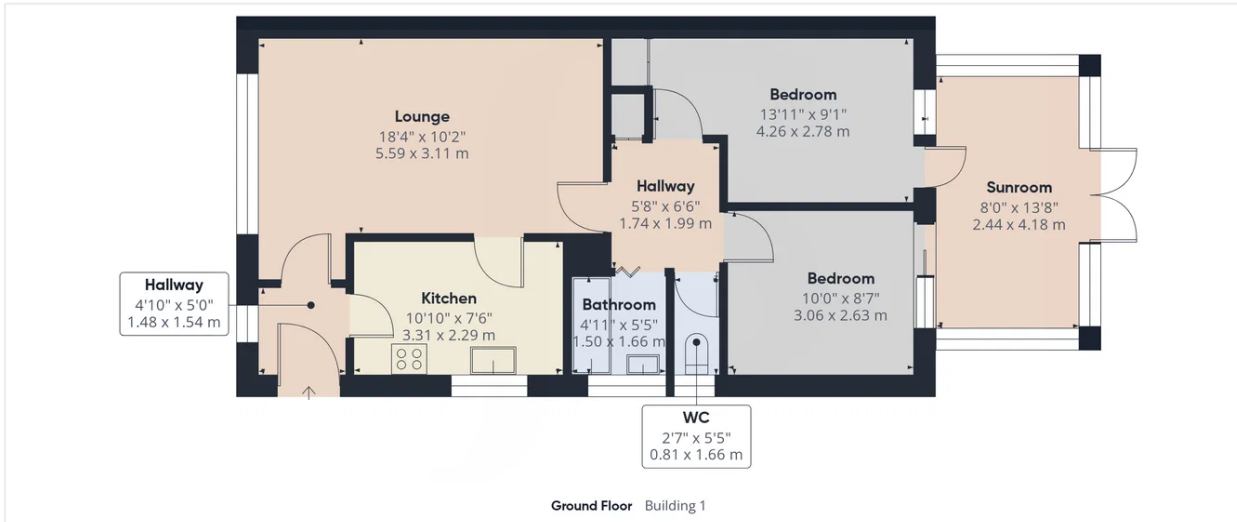 Lounge
18'4" x 10'2"
5.59 x 3.11 m
Bedroom
13'11" x 9'1"
4.26 x 2.78 m
Hallway
5'8" x 6'6"
1.74 x 1.99 m
Sunroom
8'0" x 13'8"
2.44 x 4.18 m
Hallway
4'10" x 5'0"
1.48 x 1.54 m
Kitchen
10'10" x 7'6"
3.31 x 2.29 m
Bathroom
4'11" x 5'5"
1.50 x 1.66 m
Bedroom
10'0" x 8'7"
3.06 x 2.63 m
WC
2'7" x 5'5"
0.81 x 1.66 m
Ground Floor Building 1